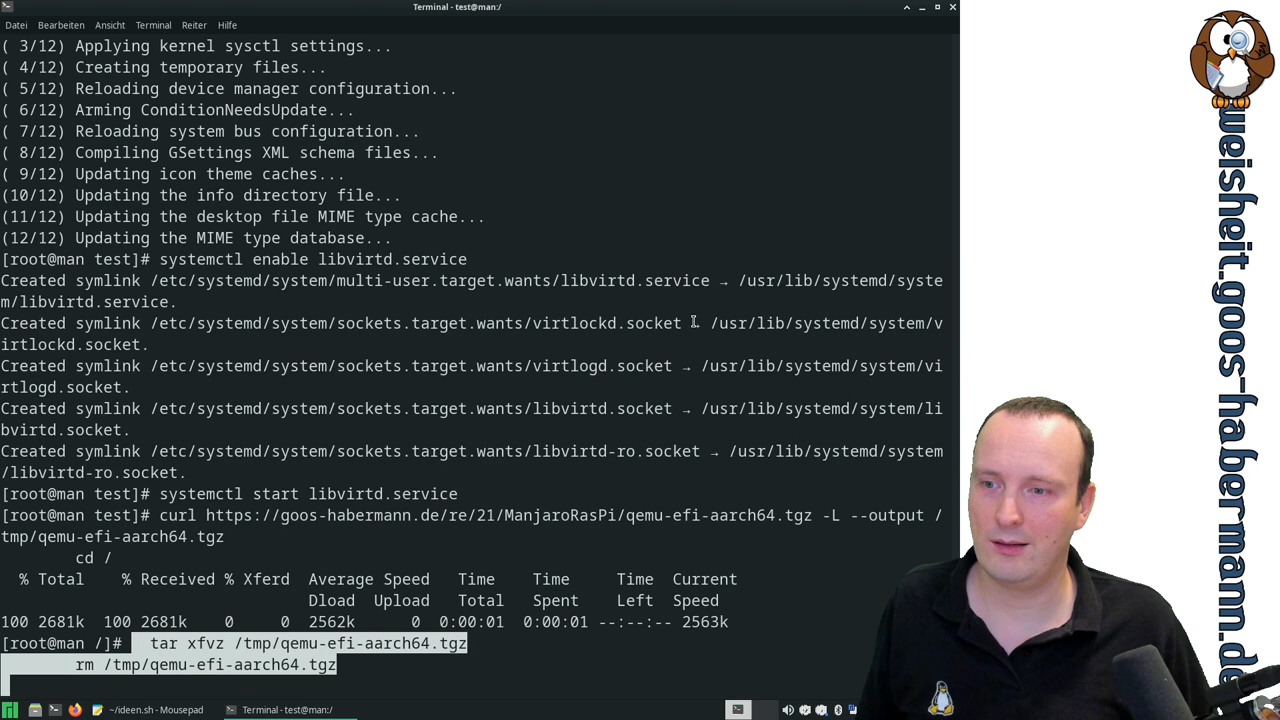 Terminal - test@man:/
Datei Bearbeiten Ansicht Terminal Reiter Hilfe
( 3/12) Applying kernel sysctl settings...
( 4/12) Creating temporary files...
( 5/12) Reloading device manager configuration...
( 6/12) Arming ConditionNeedsUpdate...
( 7/12) Reloading system bus configuration...
( 8/12) Compiling GSettings XML schema files...
( 9/12) Updating icon theme caches...
(10/12) Updating the info directory file...
(11/12) Updating the desktop file MIME type cache...
(12/12) Updating the MIME type database...
[root@man test]# systemctl enable libvirtd.service
Created symlink /etc/systemd/system/multi-user.target.wants/libvirtd.service → /usr/lib/systemd/syste
m/libvirtd.service.
Created symlink /etc/systemd/system/sockets.target.wants/virtlockd.socket → /usr/lib/systemd/system/v
irtlockd.socket.
Created symlink /etc/systemd/system/sockets.target.wants/virtlogd.socket → /usr/lib/systemd/system/vi
rtlogd.socket.
Created symlink /etc/systemd/system/sockets.target.wants/libvirtd.socket → /usr/lib/systemd/system/li
bvirtd.socket.
Created symlink /etc/systemd/system/sockets.target.wants/libvirtd-ro.socket → /usr/lib/systemd/system
/libvirtd-ro.socket.
[root@man test]# systemctl start libvirtd.service
[root@man test]# curl https://goos-habermann.de/_e/21/ManjaroRasPi/qemu-efi-aarch64.tgz -L --output /
tmp/qemu-efi-aarch64.tgz
cd /
% Total % Received % Xferd Average Speed Time Time Time Current
Dload Upload Total Spent Left Speed
100 2681k 100 2681k 0 0 2562k 0 0:00:01 0:00:01 --:--:-- 2563k
[root@man /]# tar xfvz /tmp/qemu-efi-aarch64.tgz
rm /tmp/qemu-efi-aarch64.tgz
~/ideen.sh - Mousepad
Terminal - test@man:/
weisheit.goos-habermann.de